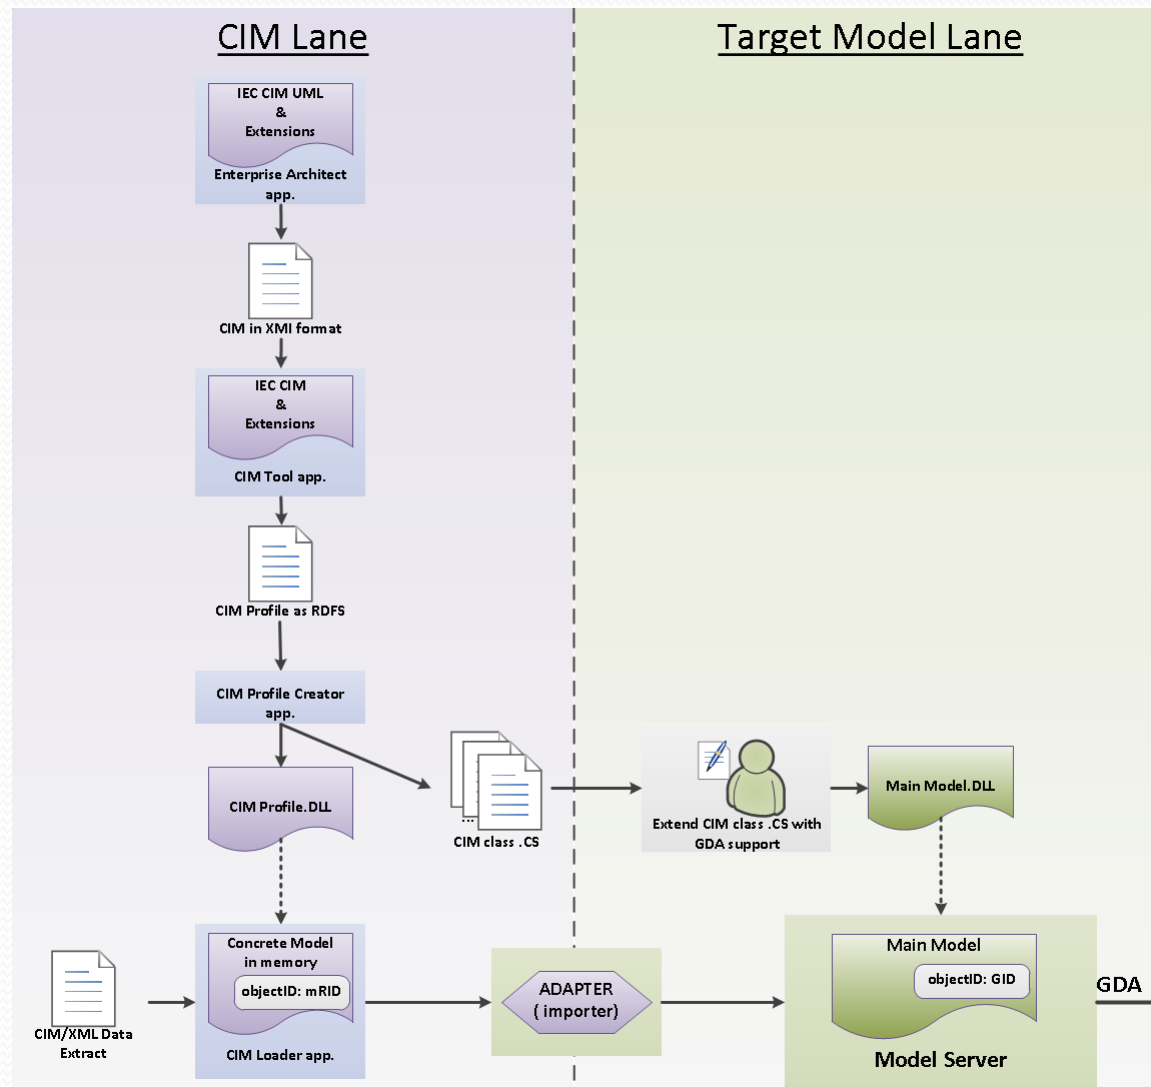 CIM Lane
Target Model Lane
IEC CIM UML
&
Extensions
Enterprise Architect
app.
CIM in XMI format
IEC CIM
&
Extensions
CIM Tool app.
CIM Profile as RDFS
CIM Profile Creator
app.
CIM Profile.DLL
...
CIM class .CS
Extend CIM class .CS with
GDA support
Main Model.DLL
CIM/XML Data
Extract
Concrete Model
in memory
objectID: mRID
CIM Loader app.
ADAPTER
( importer)
Main Model
objectID: GID
Model Server
GDA